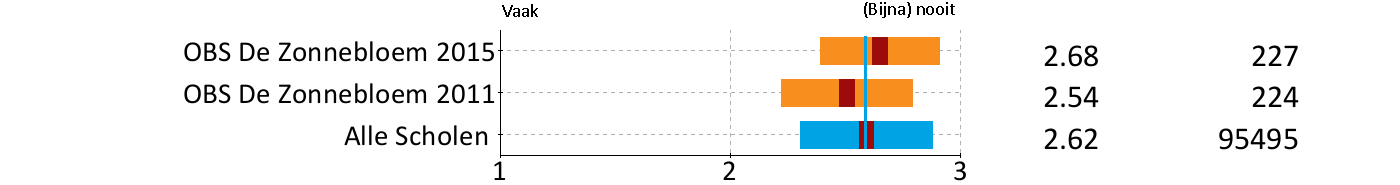 Vaak (Bijna) nooit
OBS De Zonnebloem 2015 2.68 227
OBS De Zonnebloem 2011 2.54 224
Alle Scholen 2.62 95495
1 2 3